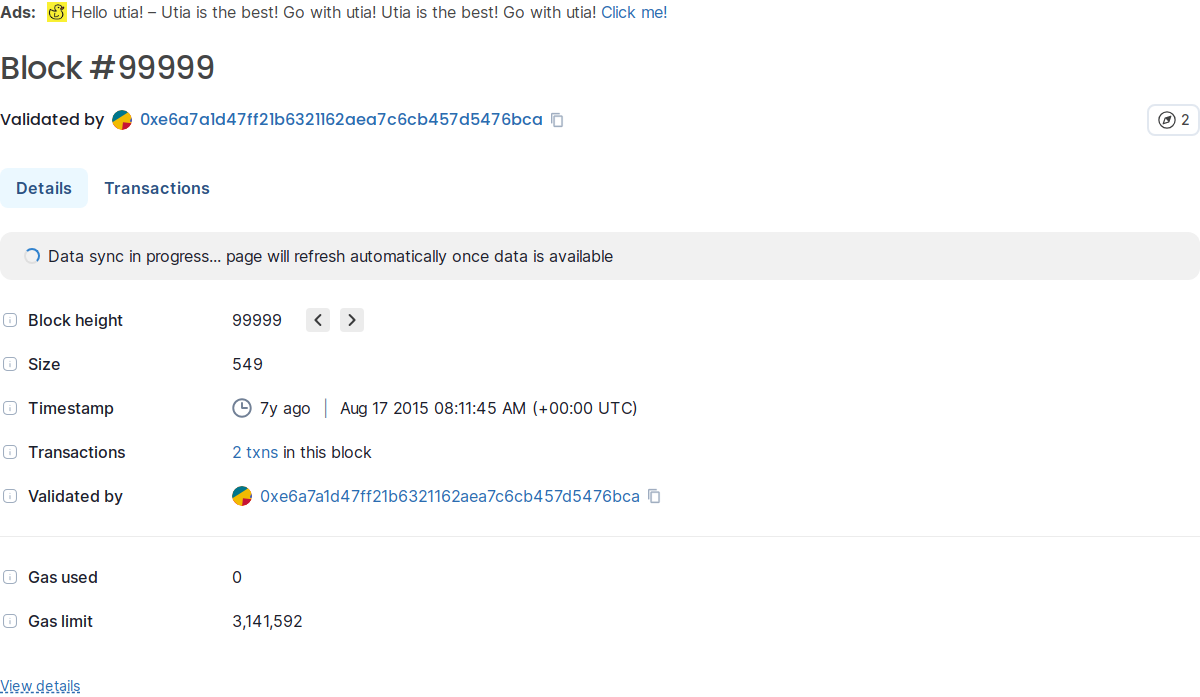 Ads: Hello utia! – Utia is the best! Go with utia! Utia is the best! Go with utia! Click me!
Block #99999
Validated by 0xe6a7a1d47ff21b6321162aea7c6cb457d5476bca
2
Details Transactions
Data sync in progress... page will refresh automatically once data is available
Block height 99999
Size 549
Timestamp 7y ago | Aug 17 2015 08:11:45 AM (+00:00 UTC)
Transactions 2 txns in this block
Validated by 0xe6a7a1d47ff21b6321162aea7c6cb457d5476bca
Gas used 0
Gas limit 3,141,592
View details